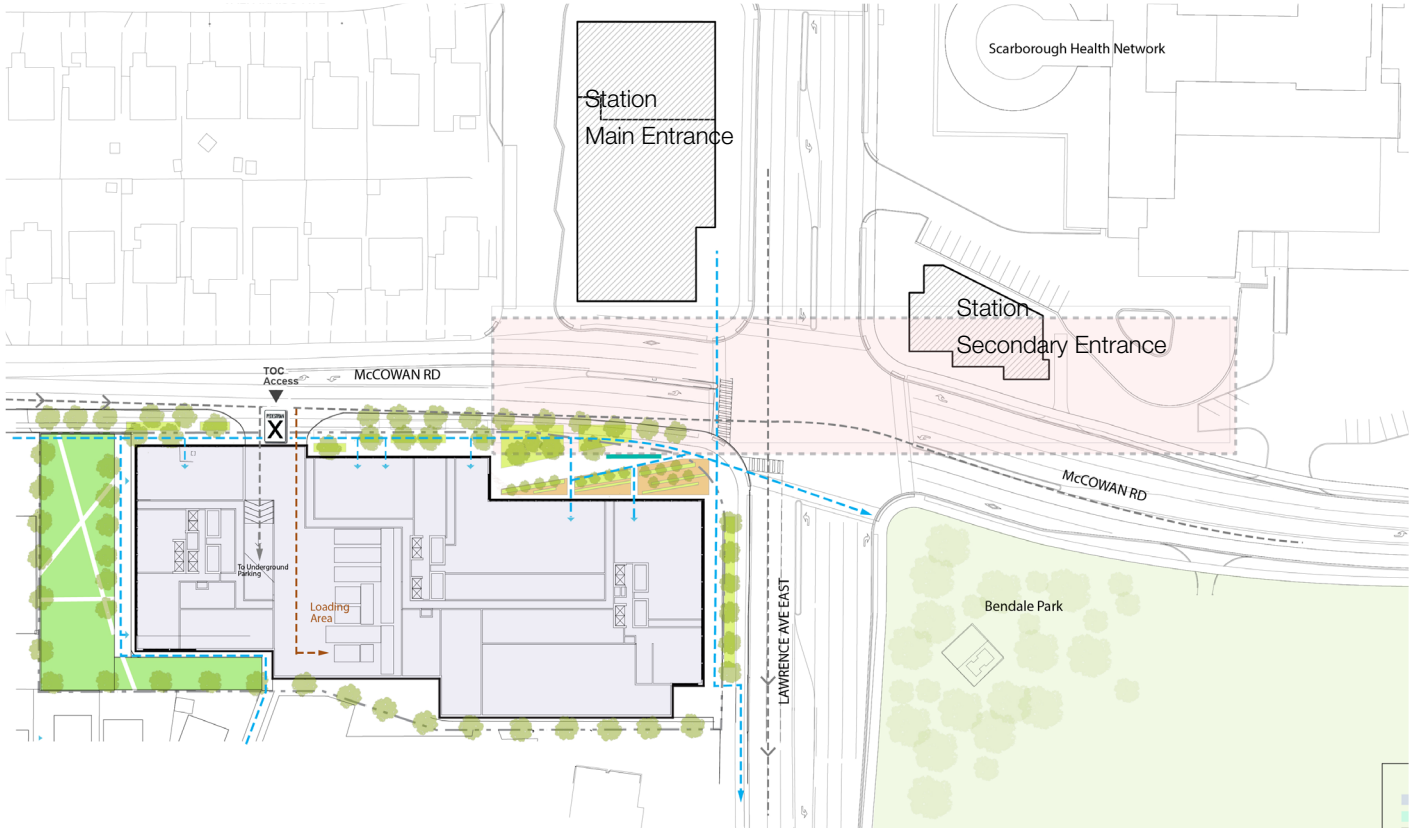 Scarborough Health Network
Station
Main Entrance
Station
Secondary Entrance
TOC
Access
McCOWAN RD
X
McCOWAN RD
To Underground
Parking
Loading
Area
LAWRENCE AVE EAST
Bendale Park